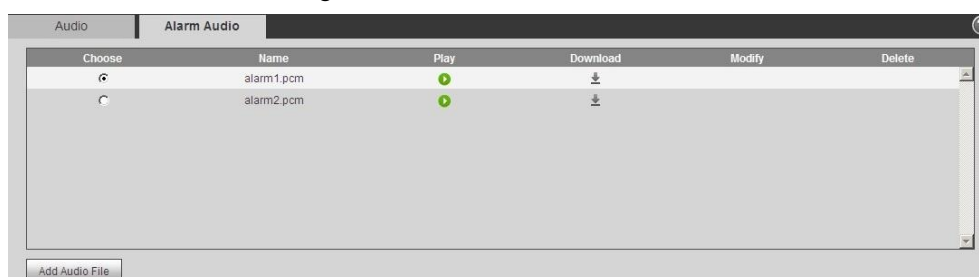 Audio Alarm Audio
Choose Name Play Download Modify Delete
alarm1.pcm
alarm2.pcm
Add Audio File